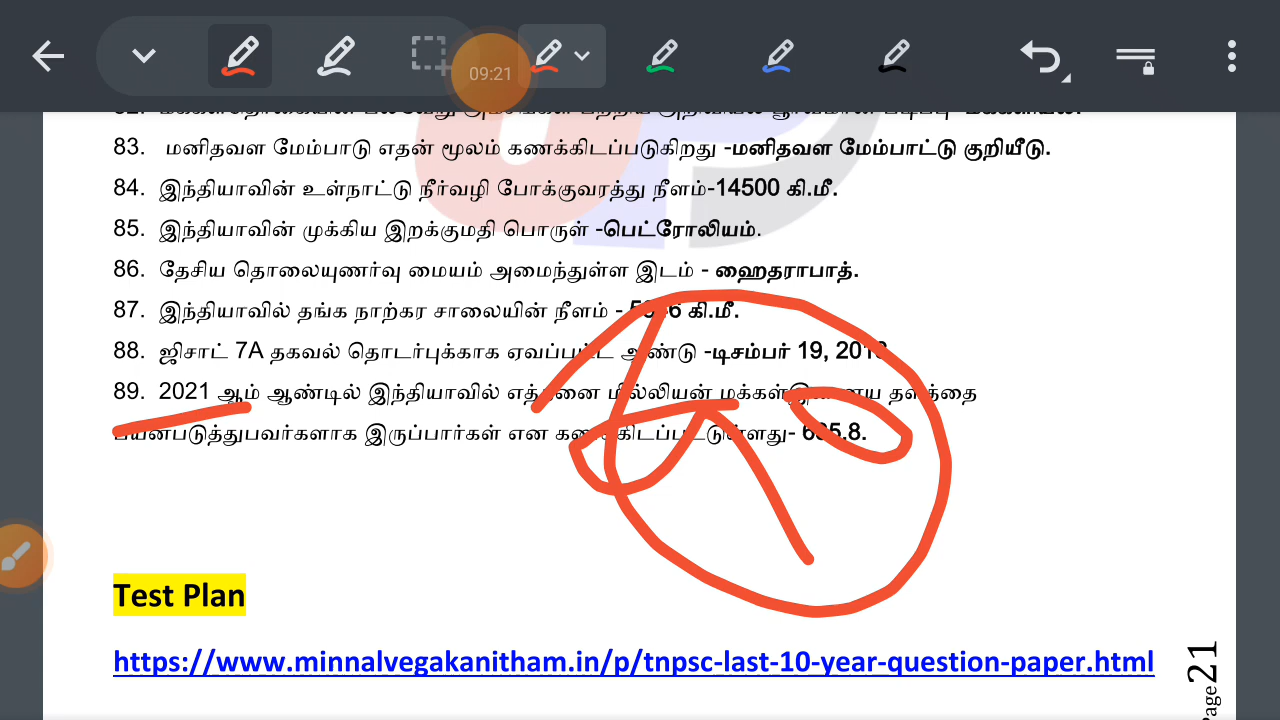 09:21
83. மனிதவள மேம்பாடு எதன் மூலம் கணக்கிடப்படுகிறது -மனிதவள மேம்பாட்டு குறியீடு.
84. இந்தியாவின் உள்நாட்டு நீர்வழி போக்குவரத்து நீளம்-14500 கி.மீ.
85. இந்தியாவின் முக்கிய இறக்குமதி பொருள் -பெட்ரோலியம்.
86. தேசிய தொலையுணர்வு மையம் அமைந்துள்ள இடம் - ஹைதராபாத்.
87. இந்தியாவில் தங்க நாற்கர சாலையின் நீளம் - கி.மீ.
88. ஜிசாட் 7A தகவல் தொடர்புக்காக ஏவப்பட்ட ஆண்டு -டிசம்பர் 19,
89. 2021 ஆம் ஆண்டில் இந்தியாவில் எத்தனை மில்லியன் மக்கள் இணைய தளத்தை
பயன்படுத்துபவர்களாக இருப்பார்கள் என கணக்கிடப்பட்டுள்ளது-
Test Plan
https://www.minnalvegakanitham.in/p/tnpsc-last-10-year-question-paper.html
Page 21